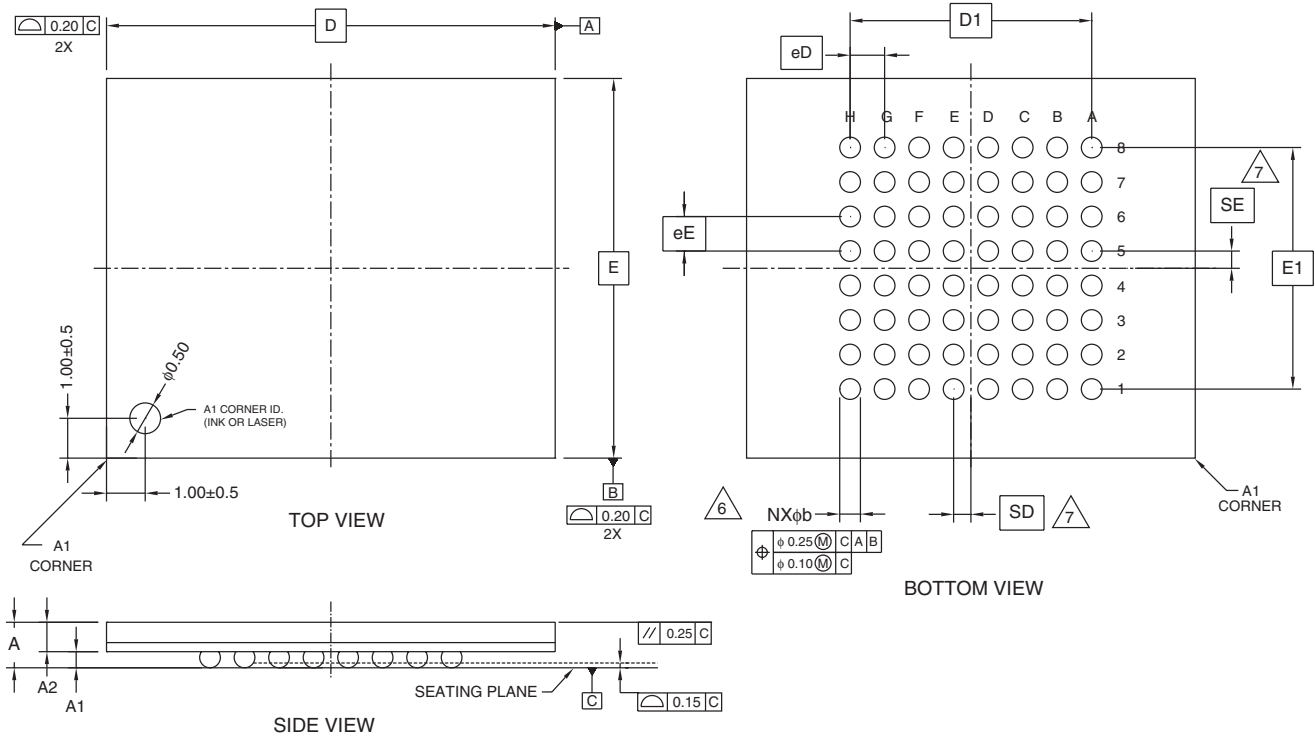 ⌓ 0.20 C
2X
D
A
E
1.00±0.5
φ0.50
A1 CORNER ID.
(INK OR LASER)
1.00±0.5
B
⌓ 0.20 C
2X
TOP VIEW
A1
CORNER
D1
eD
H G F E D C B A
8
7
6
5
4
3
2
1
7
SE
eE
E1
6
NXφb
SD
7
⌖ φ 0.25 Ⓜ C A B
φ 0.10 Ⓜ C
A1
CORNER
BOTTOM VIEW
A
A2
A1
// 0.25 C
SEATING PLANE
C
⌓ 0.15 C
SIDE VIEW